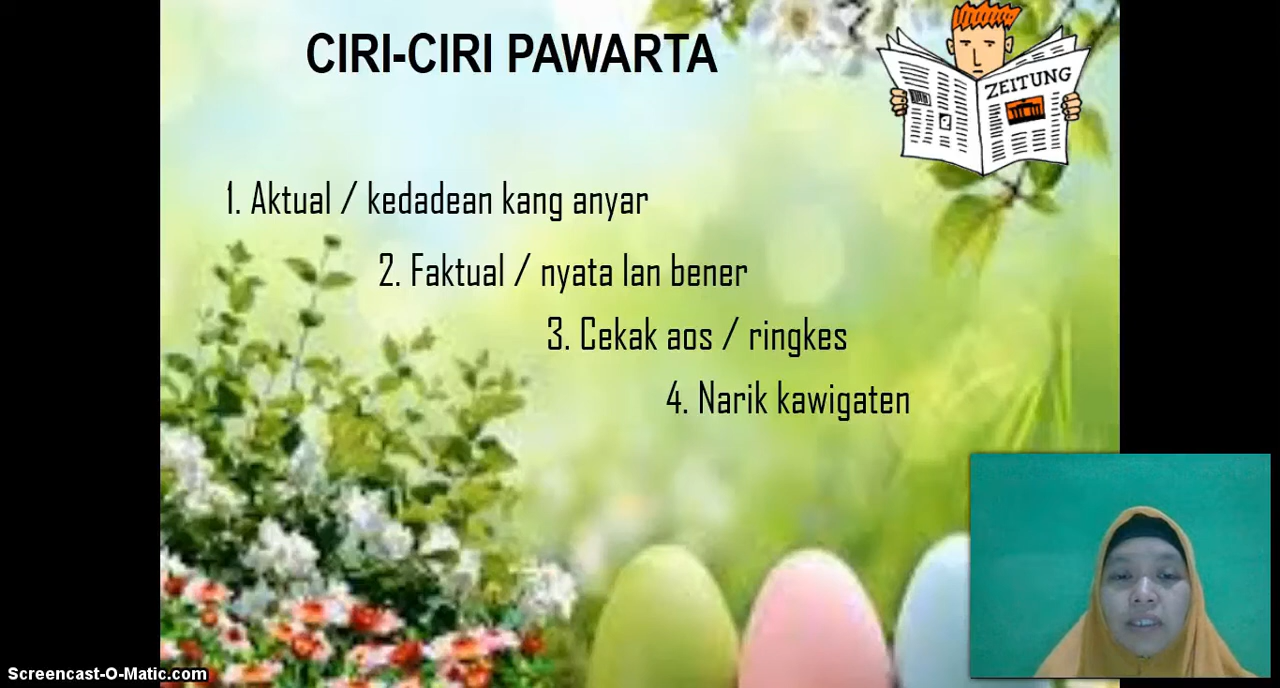 CIRI-CIRI PAWARTA
ZEITUNG
1. Aktual / kedadean kang anyar
2. Faktual / nyata lan bener
3. Cekak aos / ringkes
4. Narik kawigaten
Screencast-O-Matic.com